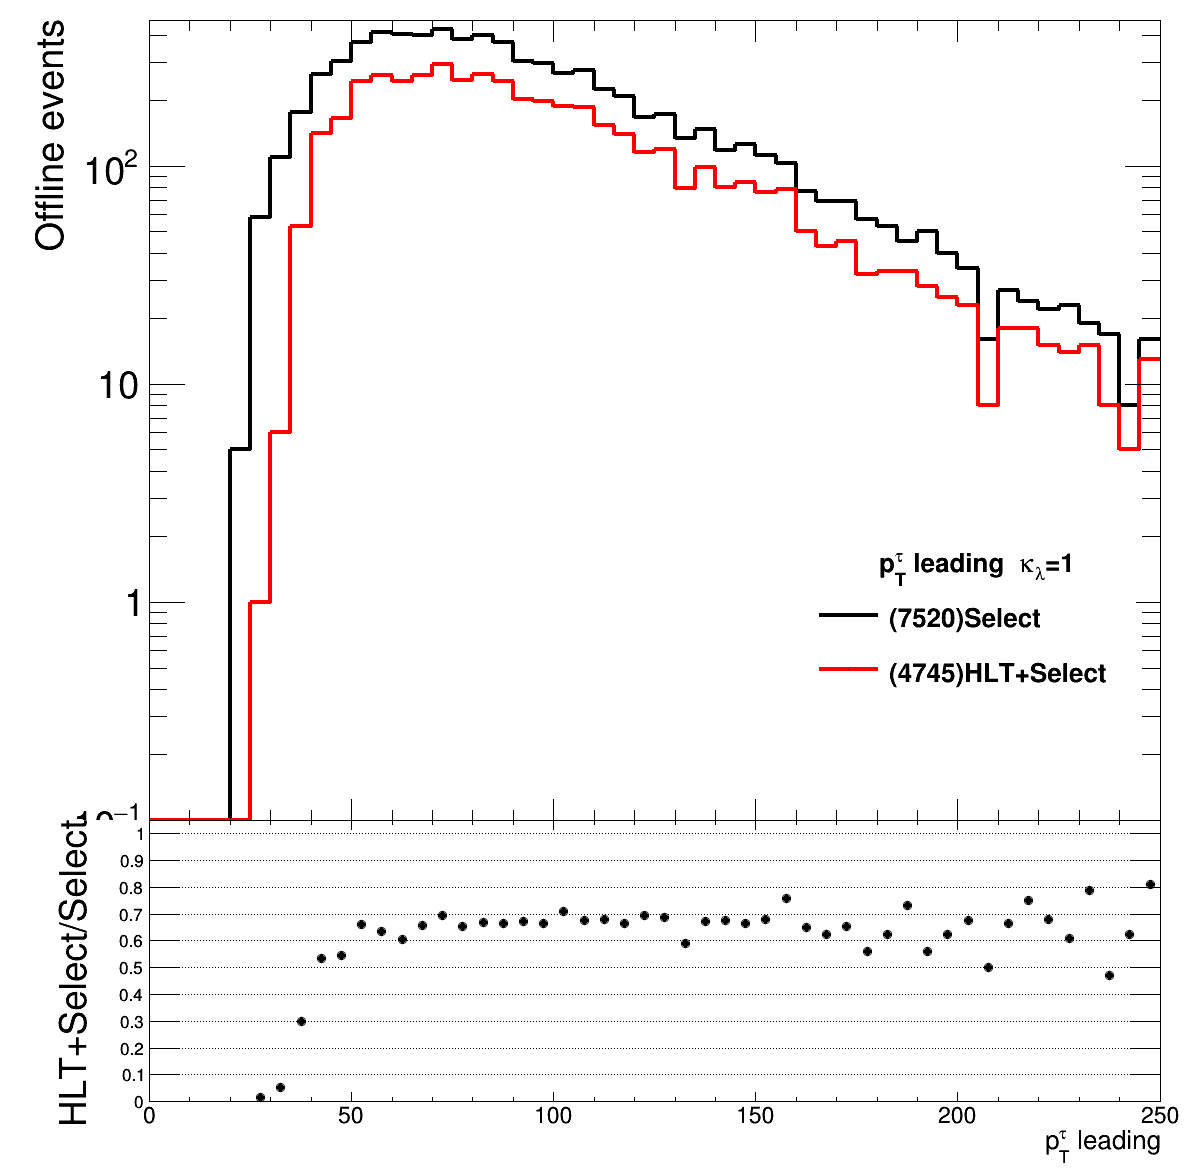 Offline events
10²
10
1
−1
p_T^τ leading κ_λ=1
(7520)Select
(4745)HLT+Select
HLT+Select/Select
1
0.9
0.8
0.7
0.6
0.5
0.4
0.3
0.2
0.1
0
0 50 100 150 200 250
p_T^τ leading